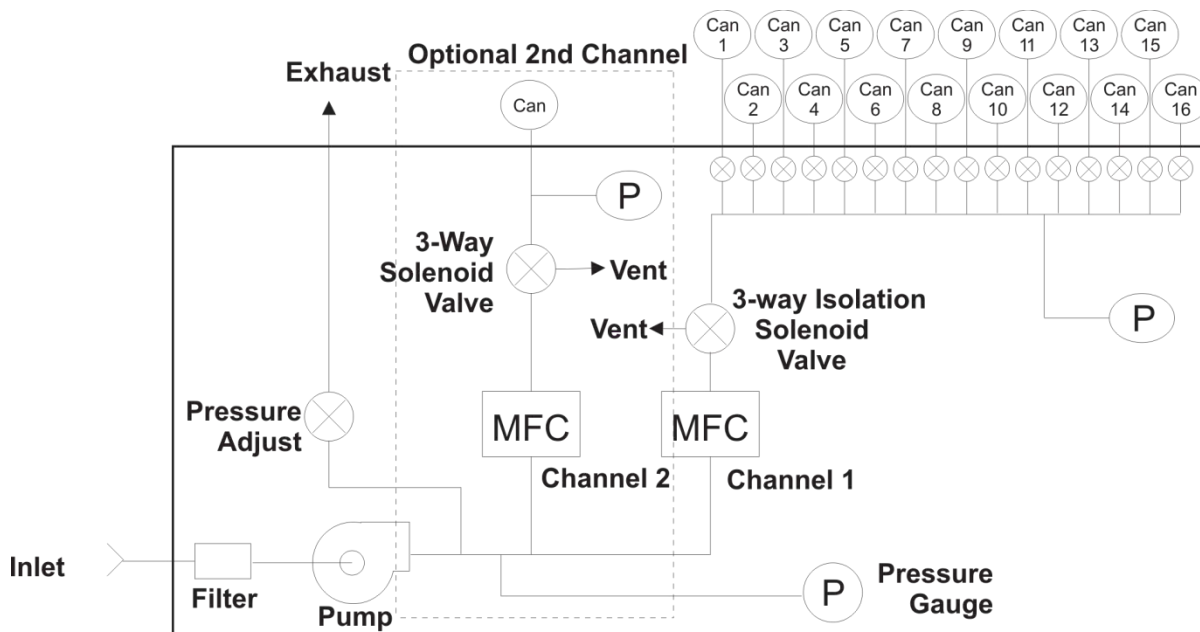 Can
1
Can
3
Can
5
Can
7
Can
9
Can
11
Can
13
Can
15
Can
2
Can
4
Can
6
Can
8
Can
10
Can
12
Can
14
Can
16
Optional 2nd Channel
Exhaust
Can
P
3-Way
Solenoid
Valve
Vent
3-way Isolation
Solenoid
Valve
Vent
P
Pressure
Adjust
MFC
MFC
Channel 2
Channel 1
Inlet
Filter
Pump
P
Pressure
Gauge